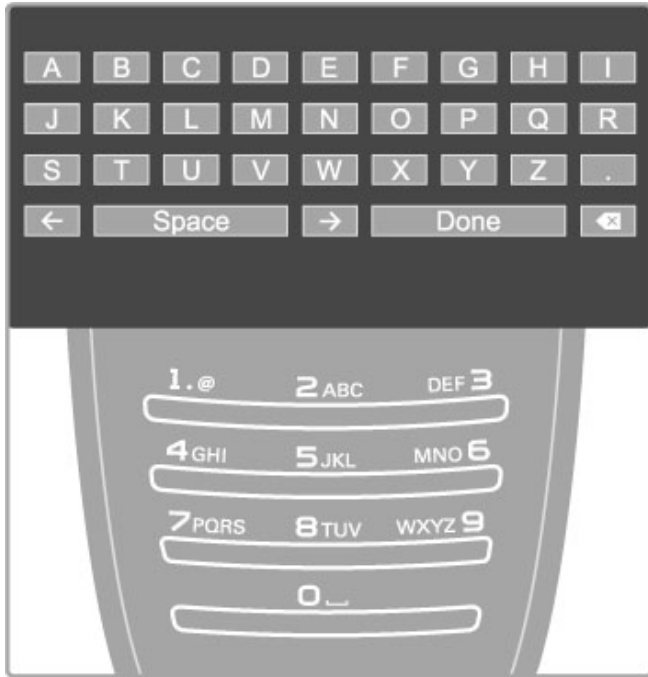 A B C D E F G H I
J K L M N O P Q R
S T U V W X Y Z .
← Space → Done
1.@ 2ABC DEF3
4GHI 5JKL MNO6
7PQRS 8TUV WXYZ9
0⎵